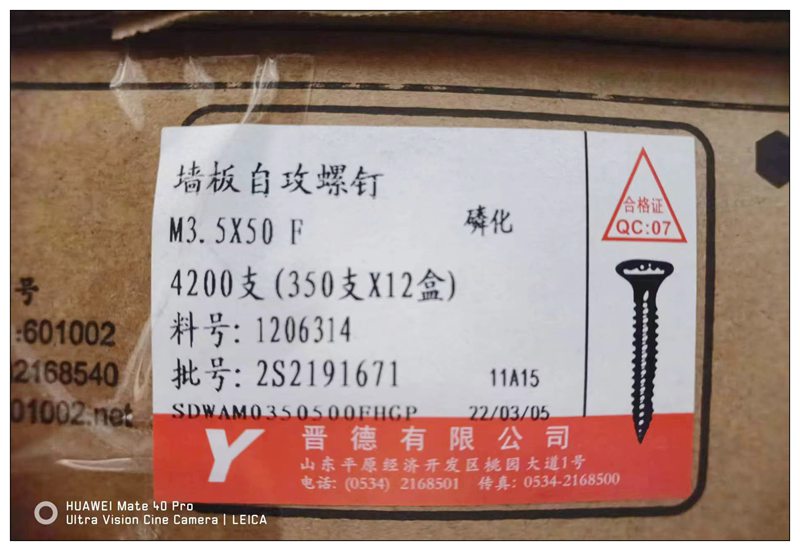 墙板自攻螺钉
M3.5X50 F
磷化
4200支(350支X12盒)
料号: 1206314
批号: 2S2191671
11A15
SDWAM0350500FHGP
22/03/05
合格证
QC:07
Y
晋德有限公司
山东平原经济开发区桃园大道1号
电话: (0534) 2168501 传真: 0534-2168500
号
:601002
2168540
01002.net
HUAWEI Mate 40 Pro
Ultra Vision Cine Camera | LEICA